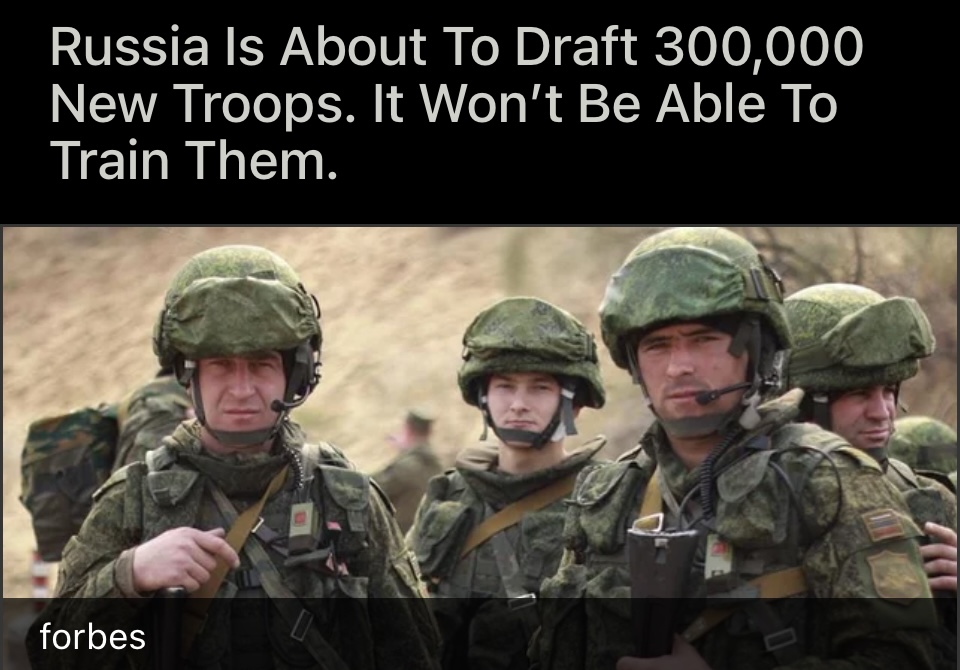 Russia Is About To Draft 300,000
New Troops. It Won’t Be Able To
Train Them.
forbes